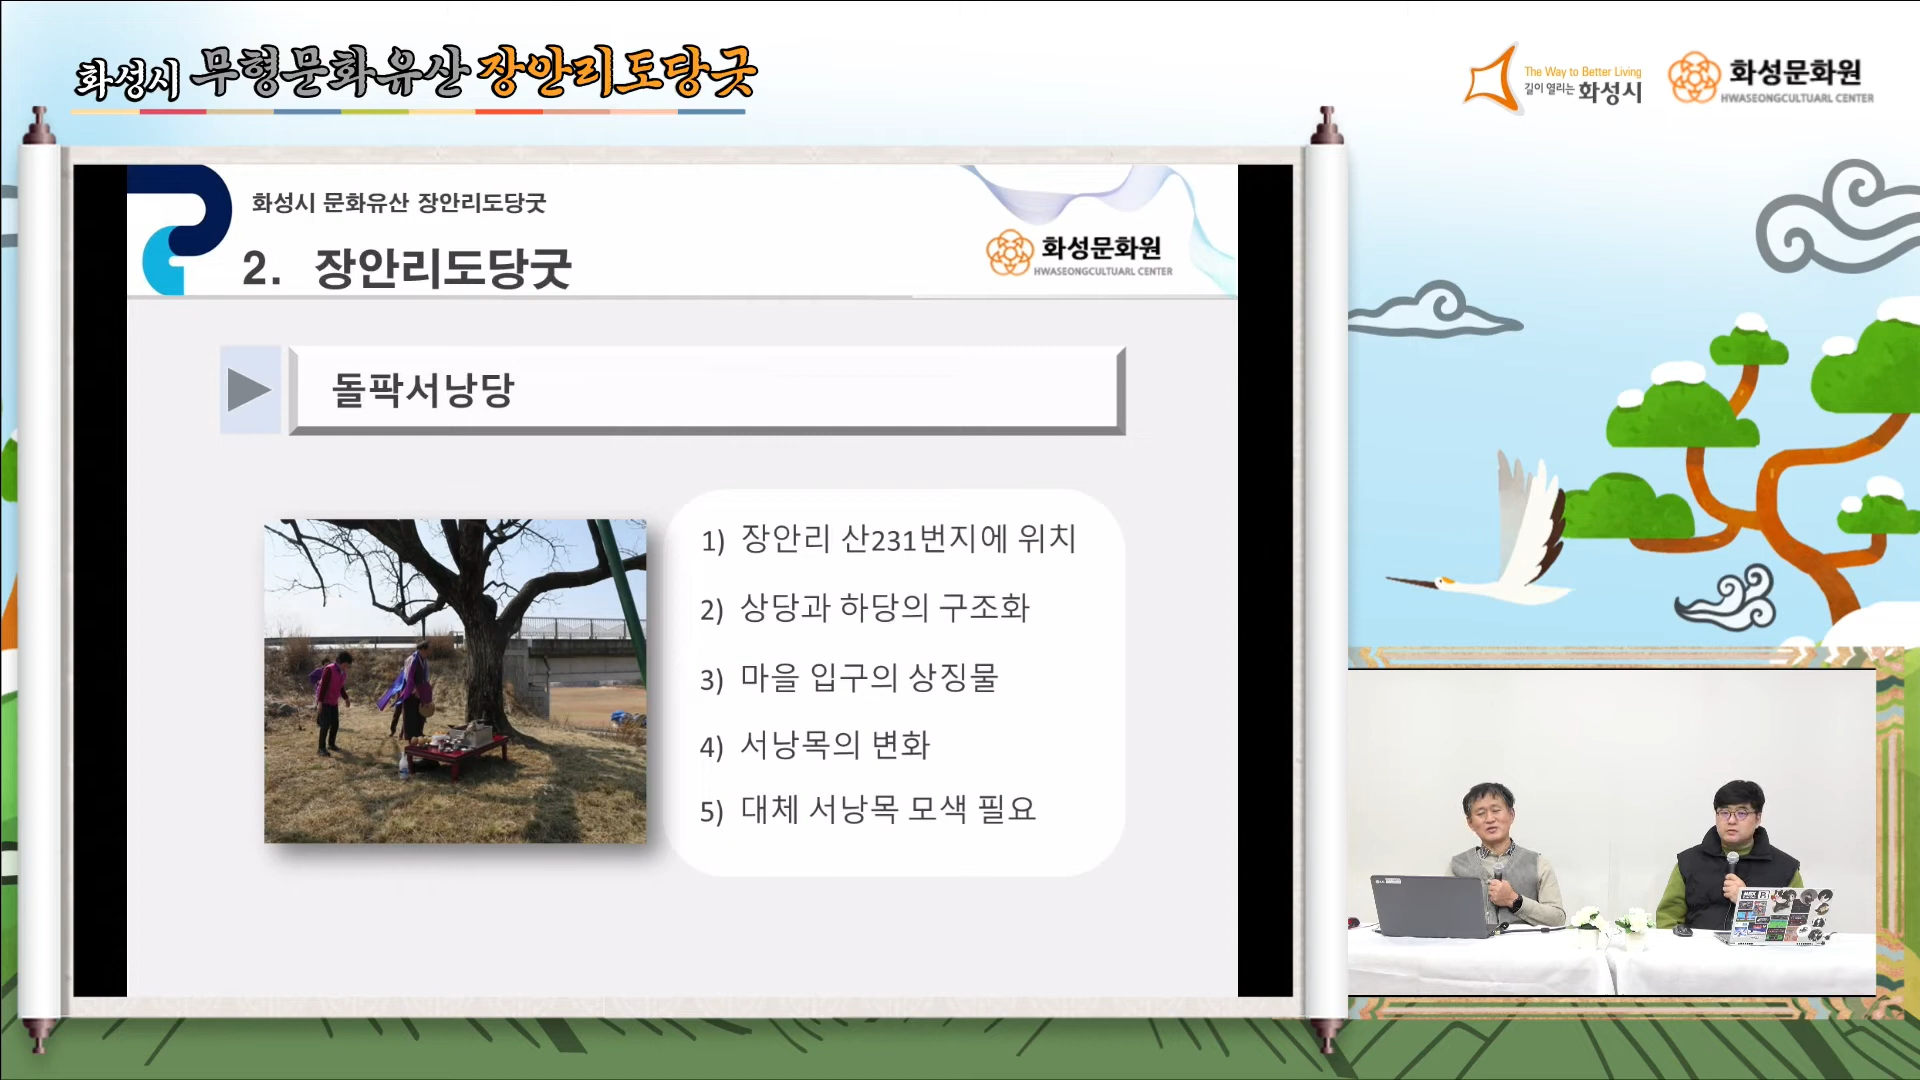 화성시 무형문화유산 장안리도당굿
The Way to Better Living
길이 열리는 화성시
화성문화원
HWASEONGCULTUARL CENTER
화성시 문화유산 장안리도당굿
2. 장안리도당굿
화성문화원
HWASEONGCULTUARL CENTER
돌팍서낭당
1) 장안리 산231번지에 위치
2) 상당과 하당의 구조화
3) 마을 입구의 상징물
4) 서낭목의 변화
5) 대체 서낭목 모색 필요